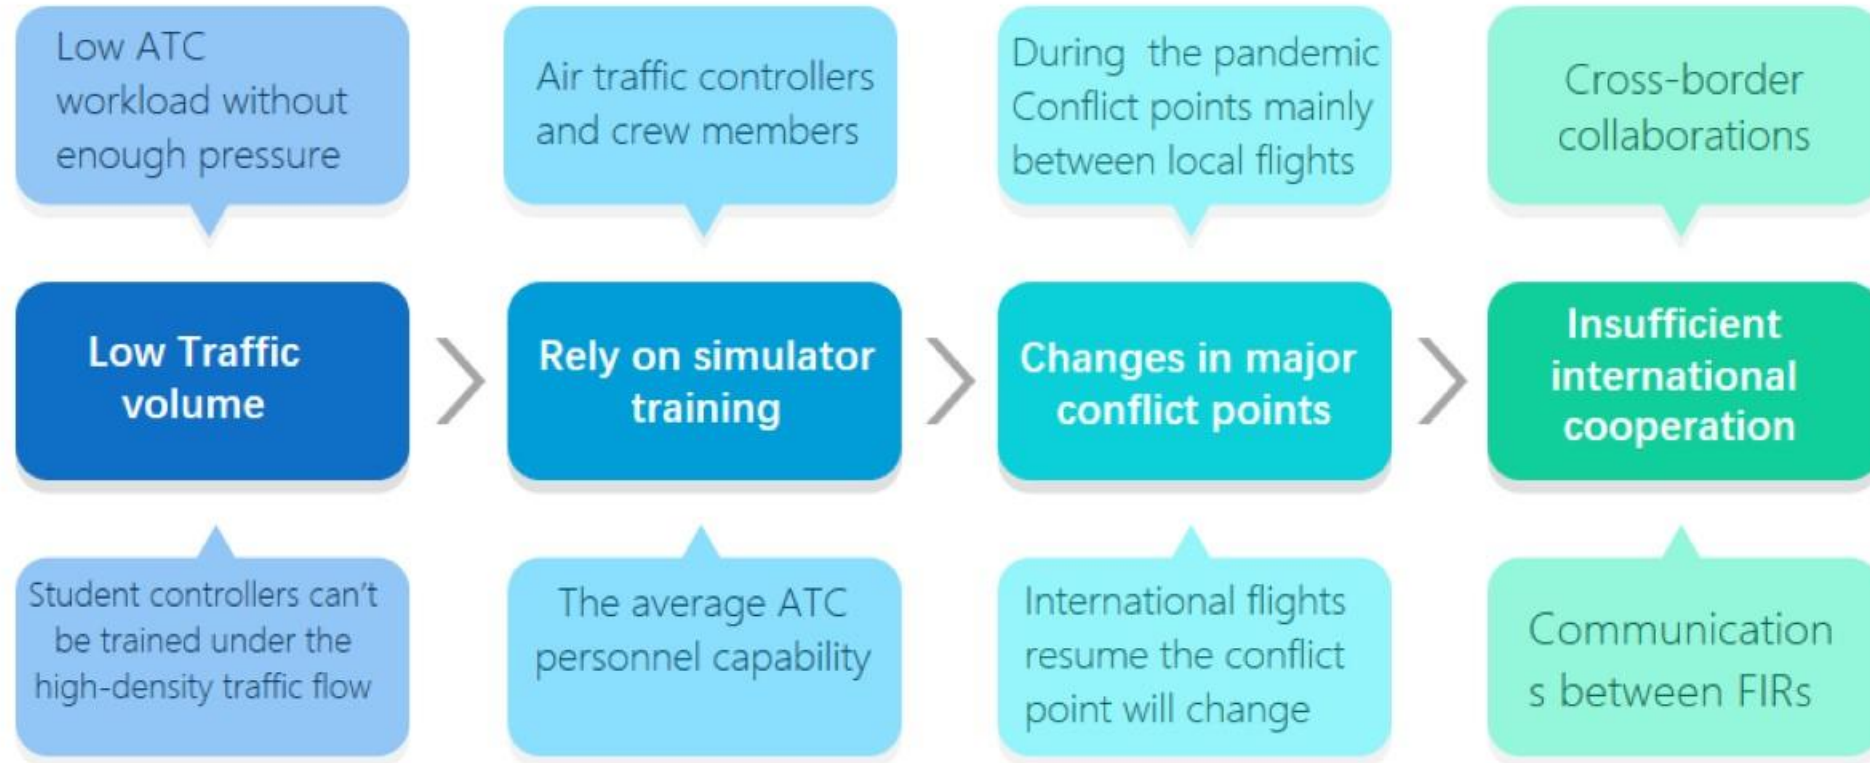 Low ATC
workload without
enough pressure
Air traffic controllers
and crew members
During the pandemic
Conflict points mainly
between local flights
Cross-border
collaborations
Low Traffic
volume
Rely on simulator
training
Changes in major
conflict points
Insufficient
international
cooperation
Student controllers can't
be trained under the
high-density traffic flow
The average ATC
personnel capability
International flights
resume the conflict
point will change
Communication
s between FIRs